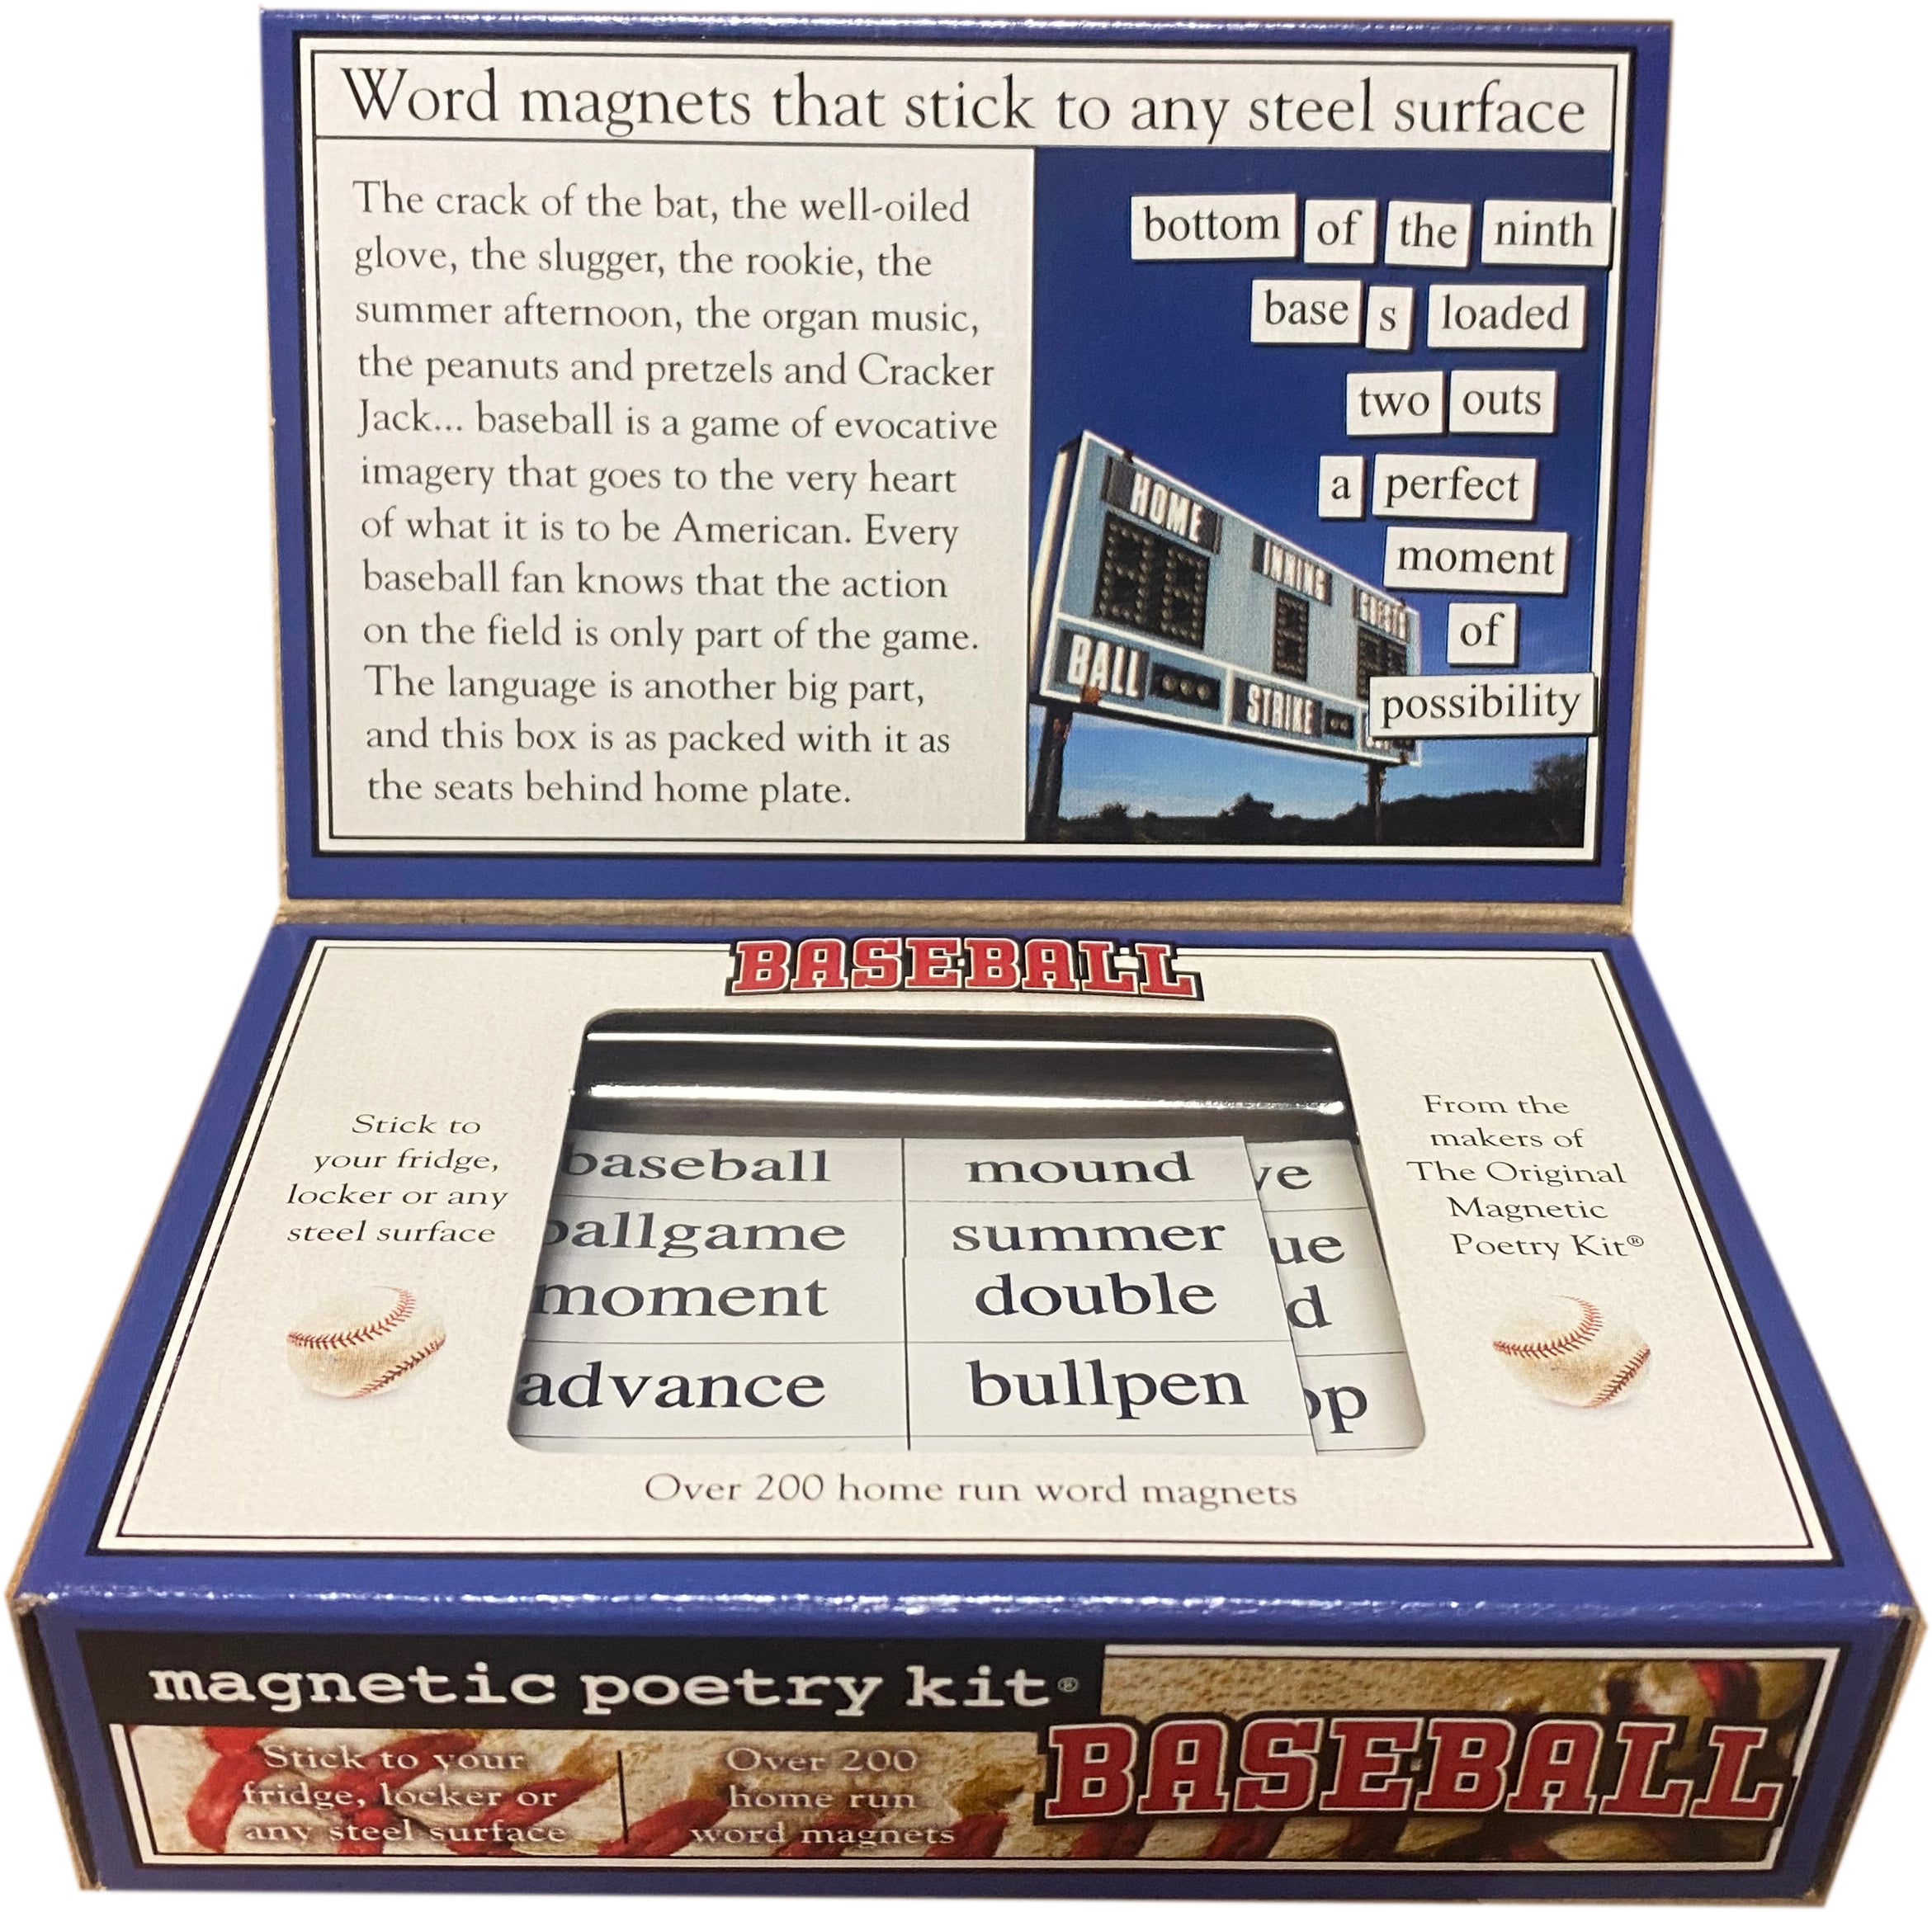 Word magnets that stick to any steel surface
The crack of the bat, the well-oiled
glove, the slugger, the rookie, the
summer afternoon, the organ music,
the peanuts and pretzels and Cracker
Jack... baseball is a game of evocative
imagery that goes to the very heart
of what it is to be American. Every
baseball fan knows that the action
on the field is only part of the game.
The language is another big part,
and this box is as packed with it as
the seats behind home plate.
bottom of the ninth
base s loaded
two outs
a perfect
moment
of
possibility
HOME INNING GUESTS
BALL STRIKE
BASEBALL
Stick to
your fridge,
locker or any
steel surface
baseball mound ve
ballgame summer ue
moment double d
advance bullpen op
From the
makers of
The Original
Magnetic
Poetry Kit®
Over 200 home run word magnets
magnetic poetry kit®
Stick to your
fridge, locker or
any steel surface
Over 200
home run
word magnets
BASEBALL